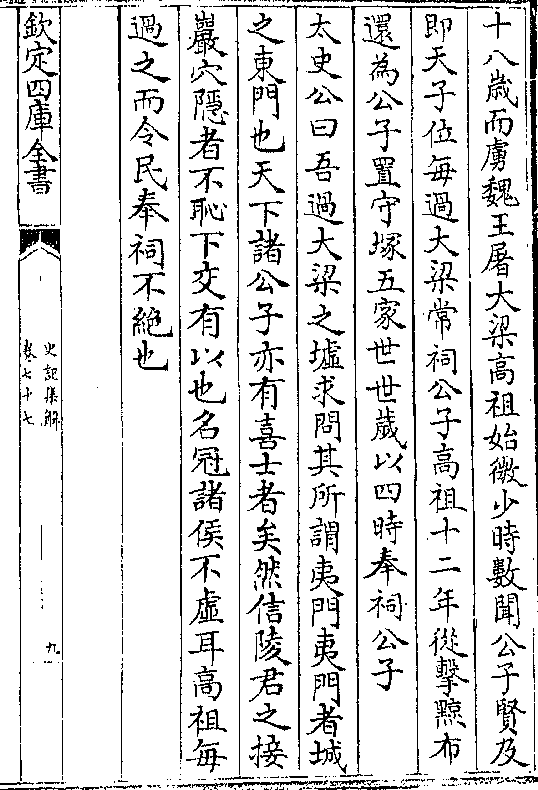 十八歲而虜魏王屠大梁高祖始微少時數聞公子賢及
即天子位每過大梁常祠公子高祖十二年從擊黥布
還為公子置守塜五家世世歲以四時奉祠公子
太史公曰吾過大梁之墟求問其所謂夷門夷門者城
之東門也天下諸公子亦有喜士者矣然信陵君之接
巖穴隱者不恥下交有以也名冠諸侯不虛耳高祖每
過之而令民奉祠不絕也
欽定四庫全書
史記集解
卷七十七
九